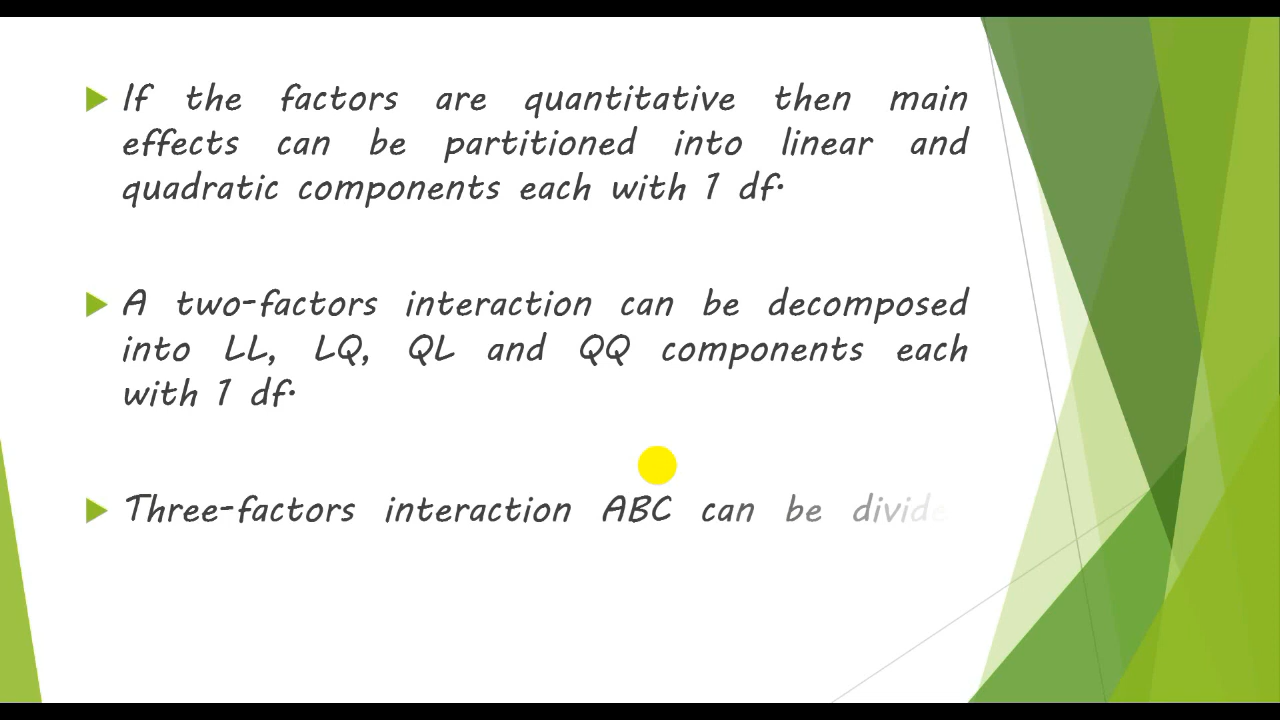 If the factors are quantitative then main
effects can be partitioned into linear and
quadratic components each with 1 df.
A two-factors interaction can be decomposed
into LL, LQ, QL and QQ components each
with 1 df.
Three-factors interaction ABC can be